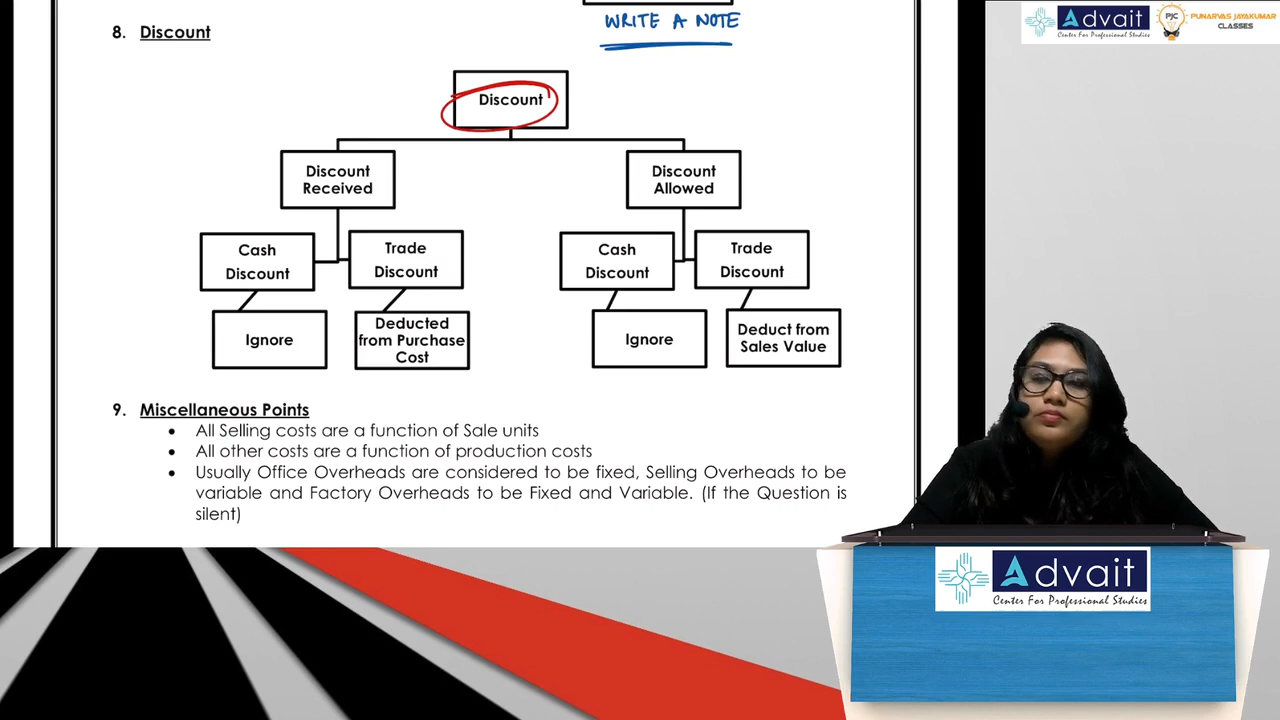 WRITE A NOTE
Advait
Center For Professional Studies
PJC
PUNARVAS JAYAKUMAR
CLASSES
8. Discount
Discount
Discount
Received
Discount
Allowed
Cash
Discount
Trade
Discount
Cash
Discount
Trade
Discount
Ignore
Deducted
from Purchase
Cost
Ignore
Deduct from
Sales Value
9. Miscellaneous Points
• All Selling costs are a function of Sale units
• All other costs are a function of production costs
• Usually Office Overheads are considered to be fixed, Selling Overheads to be
variable and Factory Overheads to be Fixed and Variable. (If the Question is
silent)
Advait
Center For Professional Studies